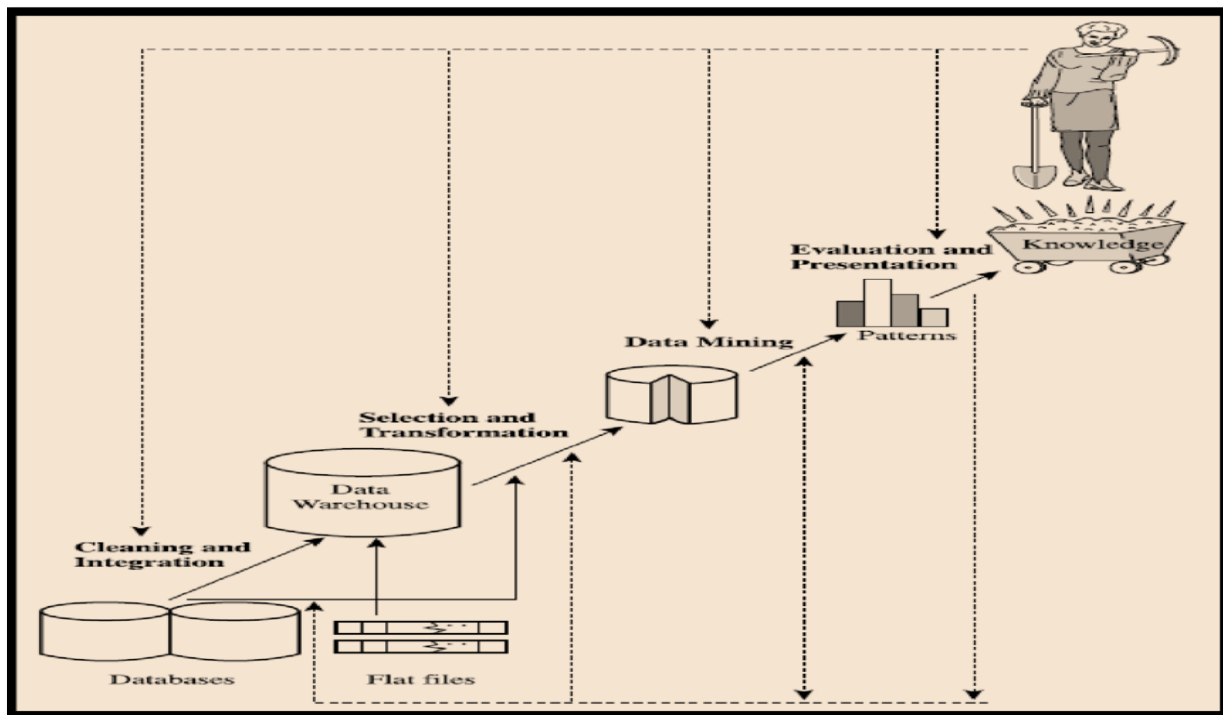 Evaluation and
Presentation
Knowledge
Patterns
Data Mining
Selection and
Transformation
Data
Warehouse
Cleaning and
Integration
Databases
Flat files